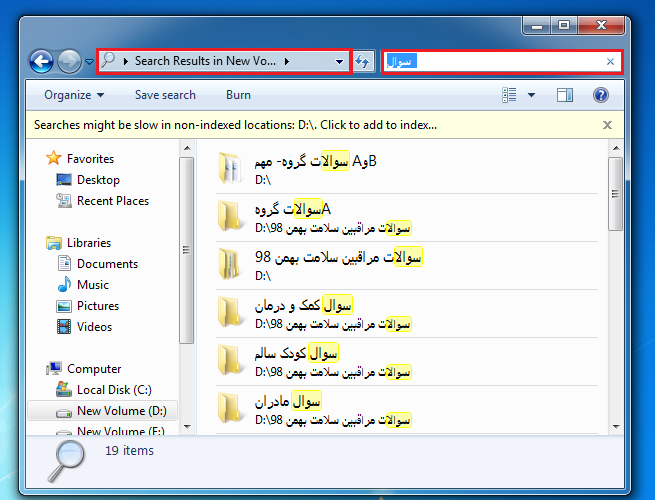 Search Results in New Vo...
سوال
Organize
Save search
Burn
Searches might be slow in non-indexed locations: D:\. Click to add to index...
Favorites
Desktop
Recent Places
Libraries
Documents
Music
Pictures
Videos
Computer
Local Disk (C:)
New Volume (D:)
New Volume (E:)
سوالات گروه- مهم AوB
D:\
سوالات گروه A
D:\سوالات مراقبین سلامت بهمن 98
سوالات مراقبین سلامت بهمن 98
D:\
سوال کمک و درمان
D:\سوالات مراقبین سلامت بهمن 98
سوال کودک سالم
D:\سوالات مراقبین سلامت بهمن 98
سوال مادران
D:\سوالات مراقبین سلامت بهمن 98
19 items